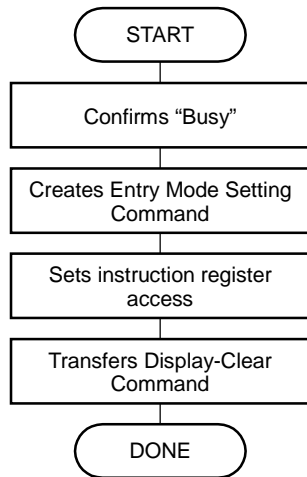 START
Confirms “Busy”
Creates Entry Mode Setting
Command
Sets instruction register
access
Transfers Display-Clear
Command
DONE